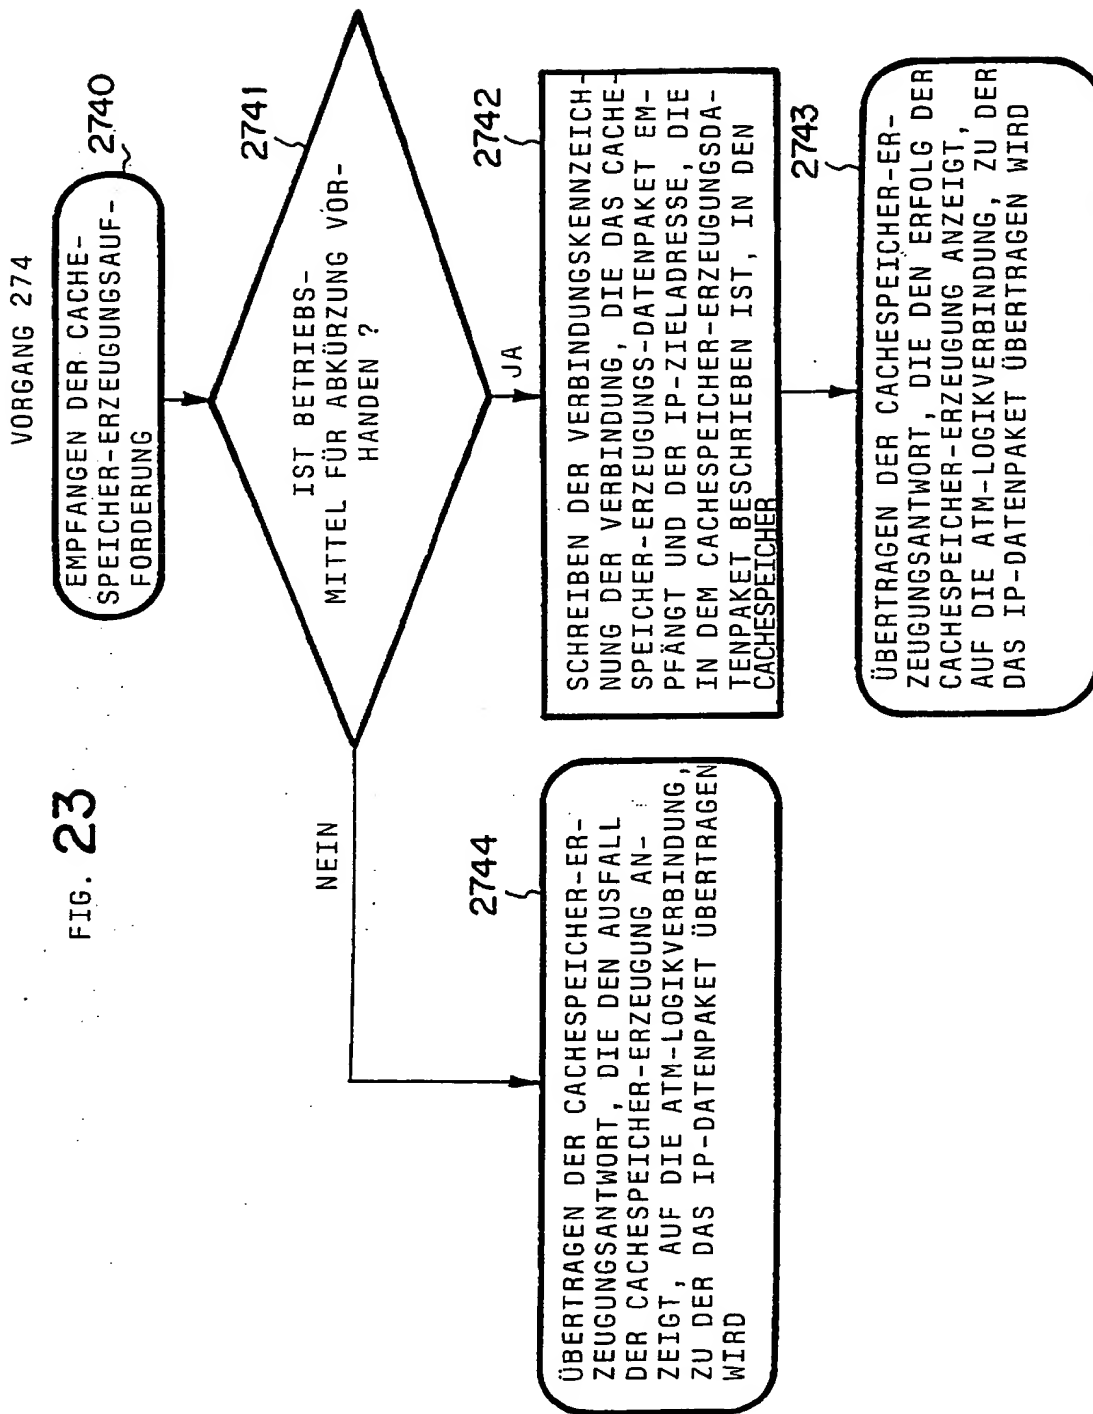 FIG. 23
VORGANG 274
2740
EMPFANGEN DER CACHE-
SPEICHER-ERZEUGUNGSAUF-
FORDERUNG
2741
IST BETRIEBS-
MITTEL FÜR ABKÜRZUNG VOR-
HANDEN ?
NEIN
JA
2742
SCHREIBEN DER VERBINDUNGSKENNZEICH-
NUNG DER VERBINDUNG, DIE DAS CACHE-
SPEICHER-ERZEUGUNGS-DATENPAKET EM-
PFÄNGT UND DER IP-ZIELADRESSE, DIE
IN DEM CACHESPEICHER-ERZEUGUNGSDA-
TENPAKET BESCHRIEBEN IST, IN DEN
CACHESPEICHER
2743
ÜBERTRAGEN DER CACHESPEICHER-ER-
ZEUGUNGSANTWORT, DIE DEN ERFOLG DER
CACHESPEICHER-ERZEUGUNG ANZEIGT,
AUF DIE ATM-LOGIKVERBINDUNG, ZU DER
DAS IP-DATENPAKET ÜBERTRAGEN WIRD
2744
ÜBERTRAGEN DER CACHESPEICHER-ER-
ZEUGUNGSANTWORT, DIE DEN AUSFALL
DER CACHESPEICHER-ERZEUGUNG AN-
ZEIGT, AUF DIE ATM-LOGIKVERBINDUNG,
ZU DER DAS IP-DATENPAKET ÜBERTRAGEN
WIRD